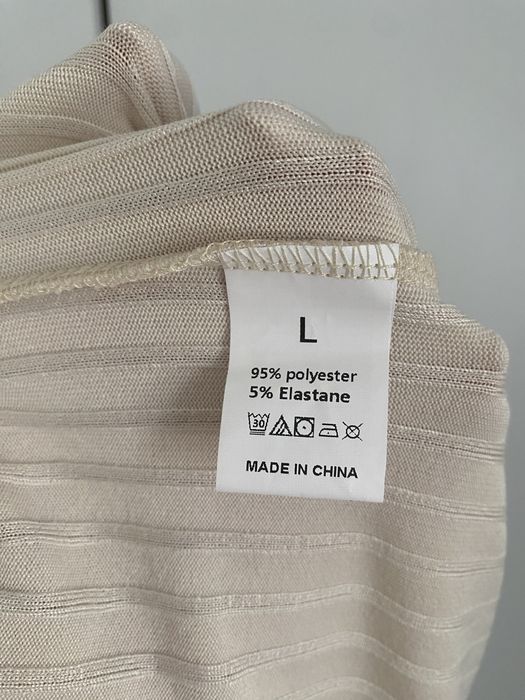 L
95% polyester
5% Elastane
30
MADE IN CHINA